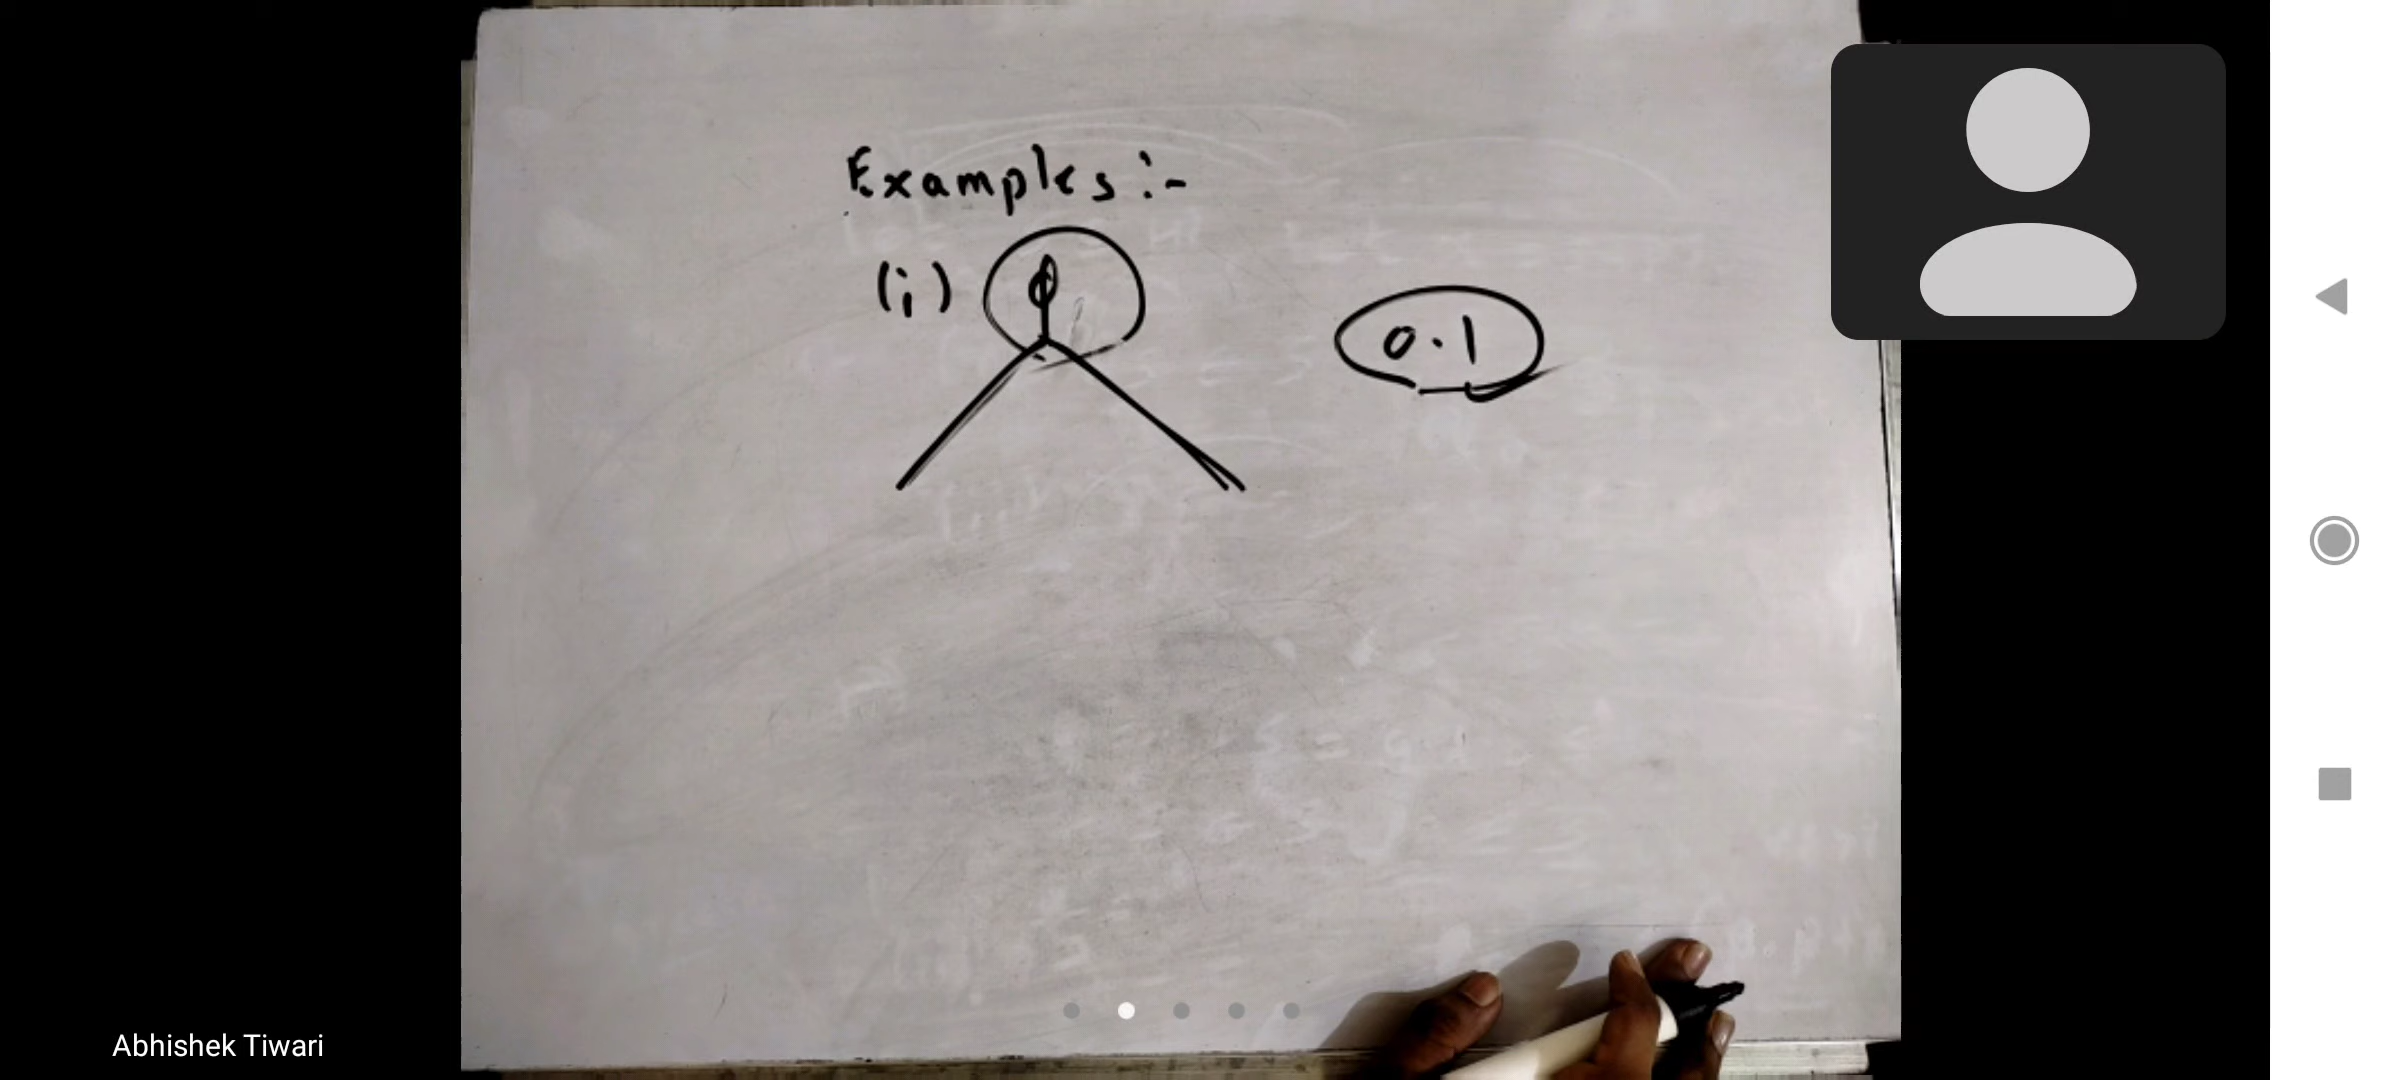 Examples :-
(i) φ
0.1
Abhishek Tiwari